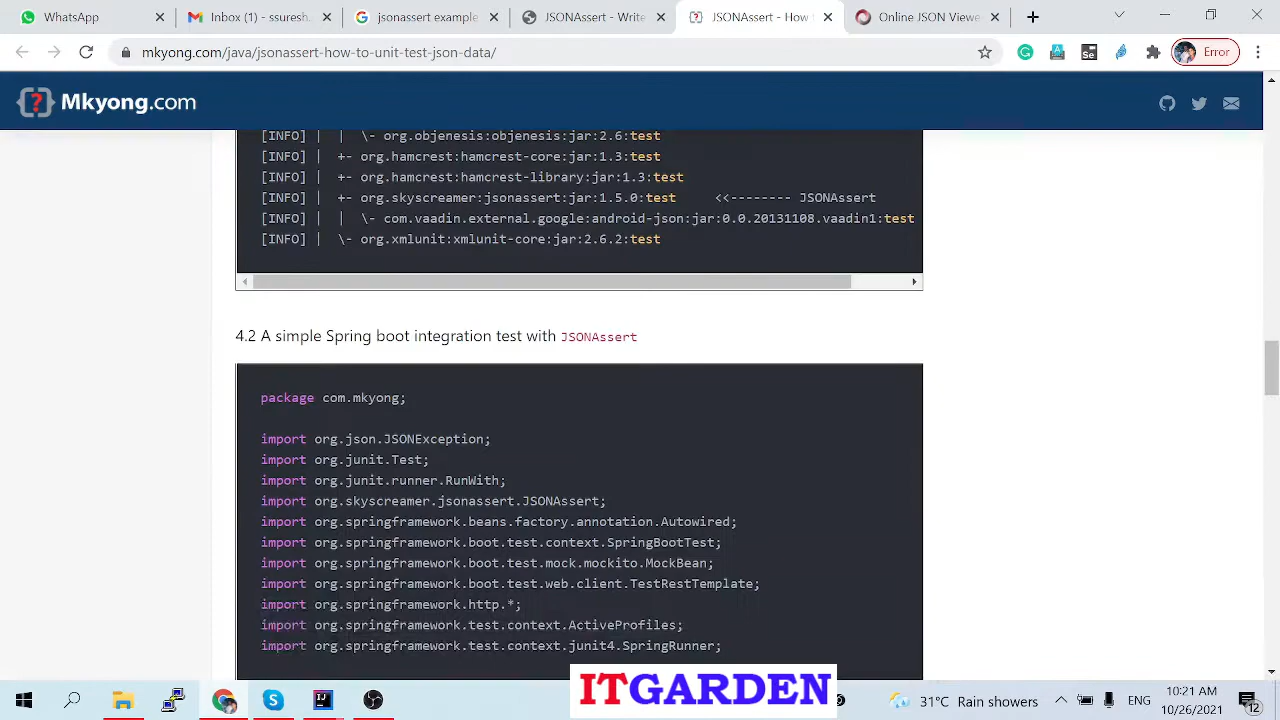 WhatsApp
Inbox (1) - ssuresh.
jsonassert example
JSONAssert - Write
JSONAssert - How
Online JSON Viewe
mkyong.com/java/jsonassert-how-to-unit-test-json-data/
Se
Error
Mkyong.com
[INFO] | | \- org.objenesis:objenesis:jar:2.6:test
[INFO] | +- org.hamcrest:hamcrest-core:jar:1.3:test
[INFO] | +- org.hamcrest:hamcrest-library:jar:1.3:test
[INFO] | +- org.skyscreamer:jsonassert:jar:1.5.0:test <<-------- JSONAssert
[INFO] | | \- com.vaadin.external.google:android-json:jar:0.0.20131108.vaadin1:test
[INFO] | \- org.xmlunit:xmlunit-core:jar:2.6.2:test
4.2 A simple Spring boot integration test with JSONAssert
package com.mkyong;
import org.json.JSONException;
import org.junit.Test;
import org.junit.runner.RunWith;
import org.skyscreamer.jsonassert.JSONAssert;
import org.springframework.beans.factory.annotation.Autowired;
import org.springframework.boot.test.context.SpringBootTest;
import org.springframework.boot.test.mock.mockito.MockBean;
import org.springframework.boot.test.web.client.TestRestTemplate;
import org.springframework.http.*;
import org.springframework.test.context.ActiveProfiles;
import org.springframework.test.context.junit4.SpringRunner;
ITGARDEN
31°C Rain showers
ENG
10:21 AM
10/26/2021
12